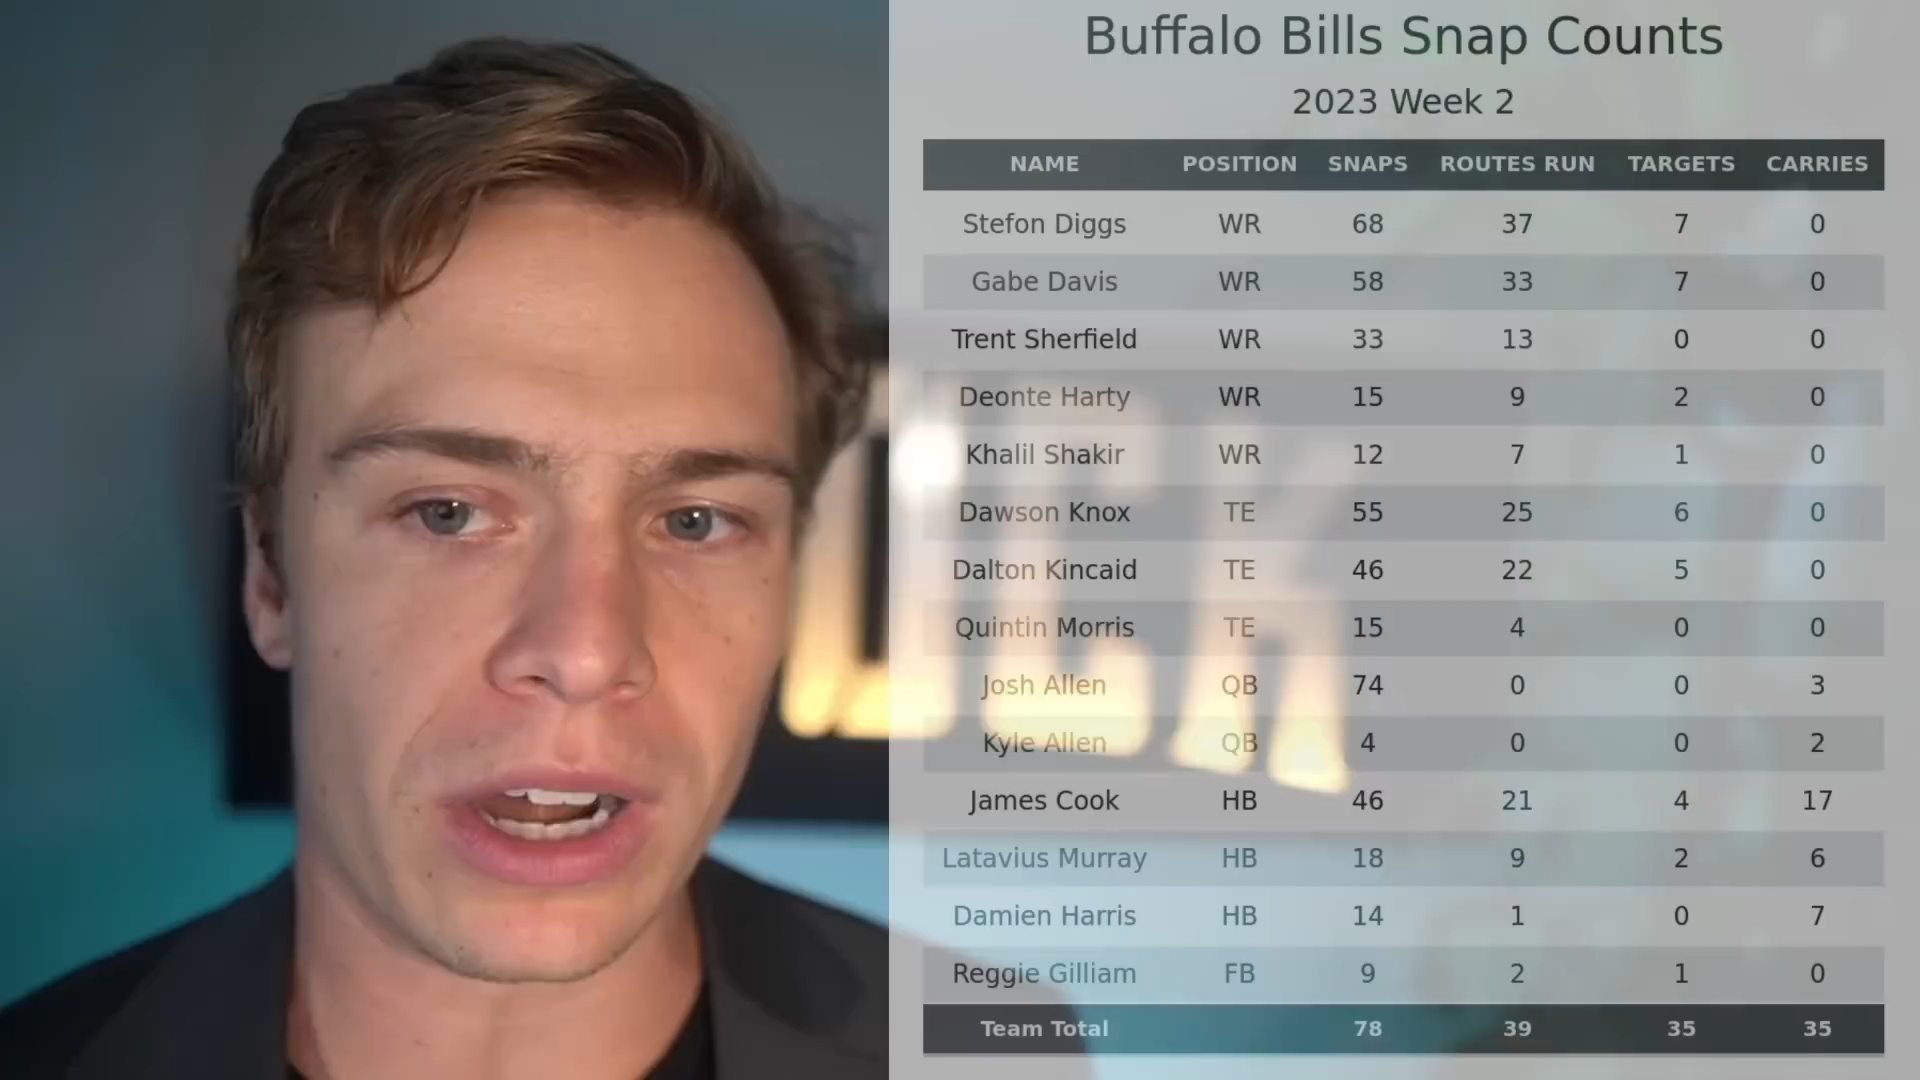 Buffalo Bills Snap Counts
2023 Week 2
NAME POSITION SNAPS ROUTES RUN TARGETS CARRIES
Stefon Diggs WR 68 37 7 0
Gabe Davis WR 58 33 7 0
Trent Sherfield WR 33 13 0 0
Deonte Harty WR 15 9 2 0
Khalil Shakir WR 12 7 1 0
Dawson Knox TE 55 25 6 0
Dalton Kincaid TE 46 22 5 0
Quintin Morris TE 15 4 0 0
Josh Allen QB 74 0 0 3
Kyle Allen QB 4 0 0 2
James Cook HB 46 21 4 17
Latavius Murray HB 18 9 2 6
Damien Harris HB 14 1 0 7
Reggie Gilliam FB 9 2 1 0
Team Total 78 39 35 35